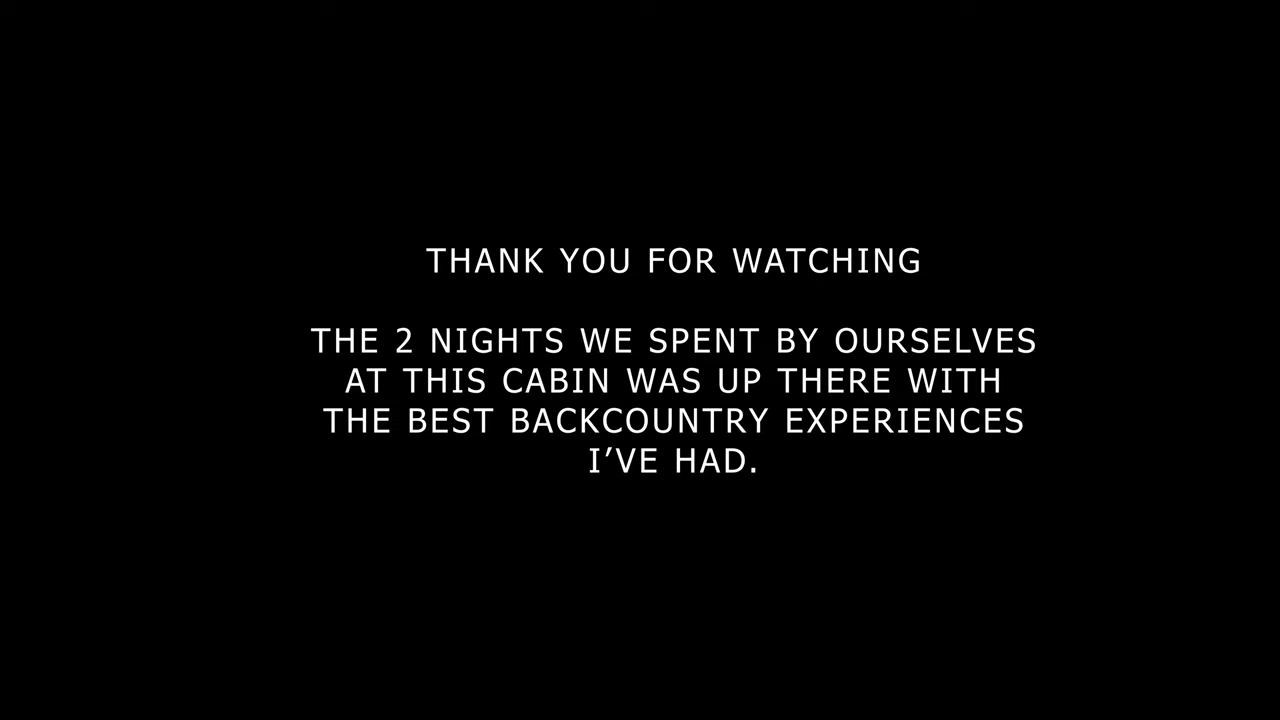 THANK YOU FOR WATCHING
THE 2 NIGHTS WE SPENT BY OURSELVES
AT THIS CABIN WAS UP THERE WITH
THE BEST BACKCOUNTRY EXPERIENCES
I’VE HAD.